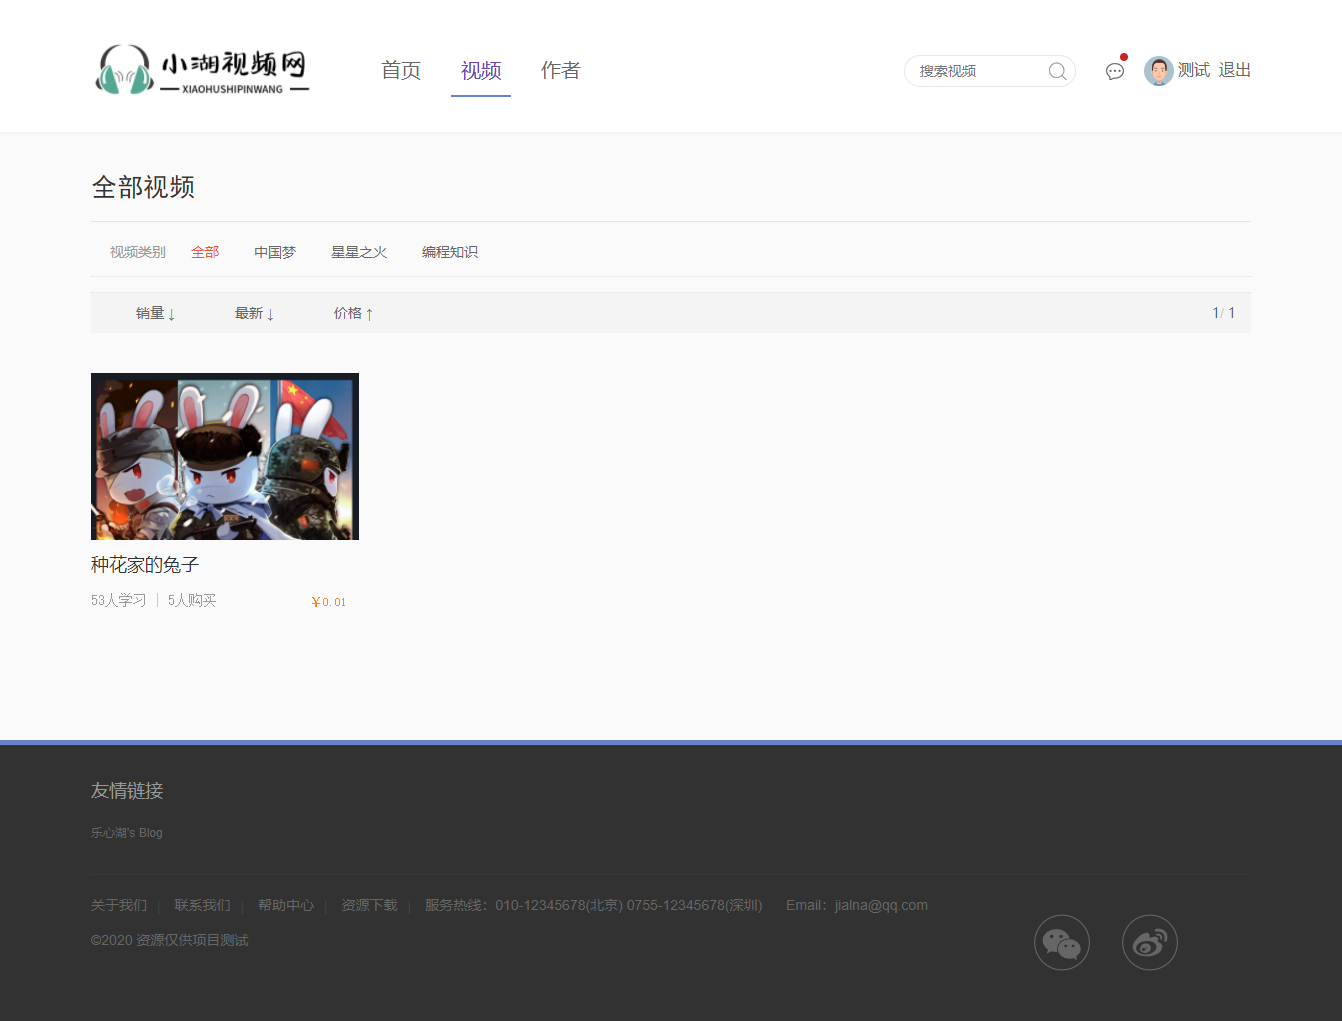 小湖视频网
XIAOHUSHIPINWANG
首页 视频 作者
搜索视频
测试 退出
全部视频
视频类别 全部 中国梦 星星之火 编程知识
销量↓ 最新↓ 价格↑ 1/ 1
种花家的兔子
53人学习 | 5人购买 ￥0.01
友情链接
乐心湖's Blog
关于我们 | 联系我们 | 帮助中心 | 资源下载 | 服务热线：010-12345678(北京) 0755-12345678(深圳) Email：jialna@qq.com
©2020 资源仅供项目测试